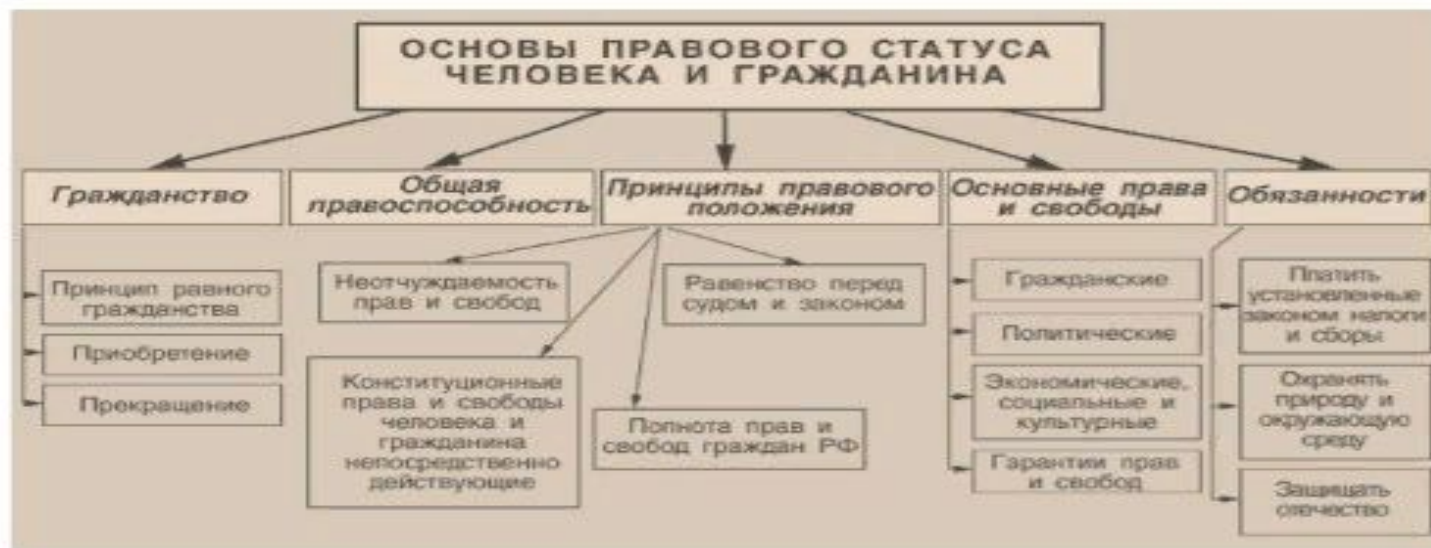 ОСНОВЫ ПРАВОВОГО СТАТУСА
ЧЕЛОВЕКА И ГРАЖДАНИНА
Гражданство
Общая
правоспособность
Принципы правового
положения
Основные права
и свободы
Обязанности
Принцип равного
гражданства
Приобретение
Прекращение
Неотчуждаемость
прав и свобод
Равенство перед
судом и законом
Конституционные
права и свободы
человека и
гражданина
непосредственно
действующие
Полнота прав и
свобод граждан РФ
Гражданские
Политические
Экономические,
социальные и
культурные
Гарантии прав
и свобод
Платить
установленные
законом налоги
и сборы
Охранять
природу и
окружающую
среду
Защищать
отечество